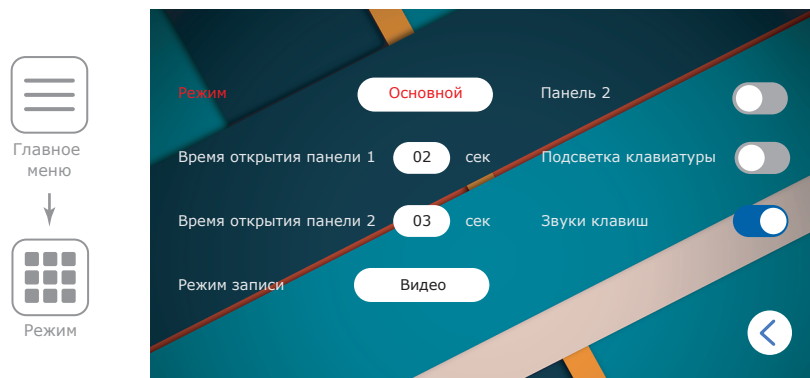 Главное
меню
Режим
Режим Основной Панель 2
Время открытия панели 1 02 сек Подсветка клавиатуры
Время открытия панели 2 03 сек Звуки клавиш
Режим записи Видео